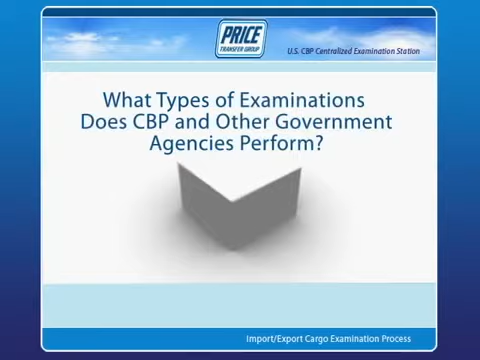 PRICE
TRANSFER GROUP
U.S. CBP Centralized Examination Station
What Types of Examinations
Does CBP and Other Government
Agencies Perform?
Import/Export Cargo Examination Process